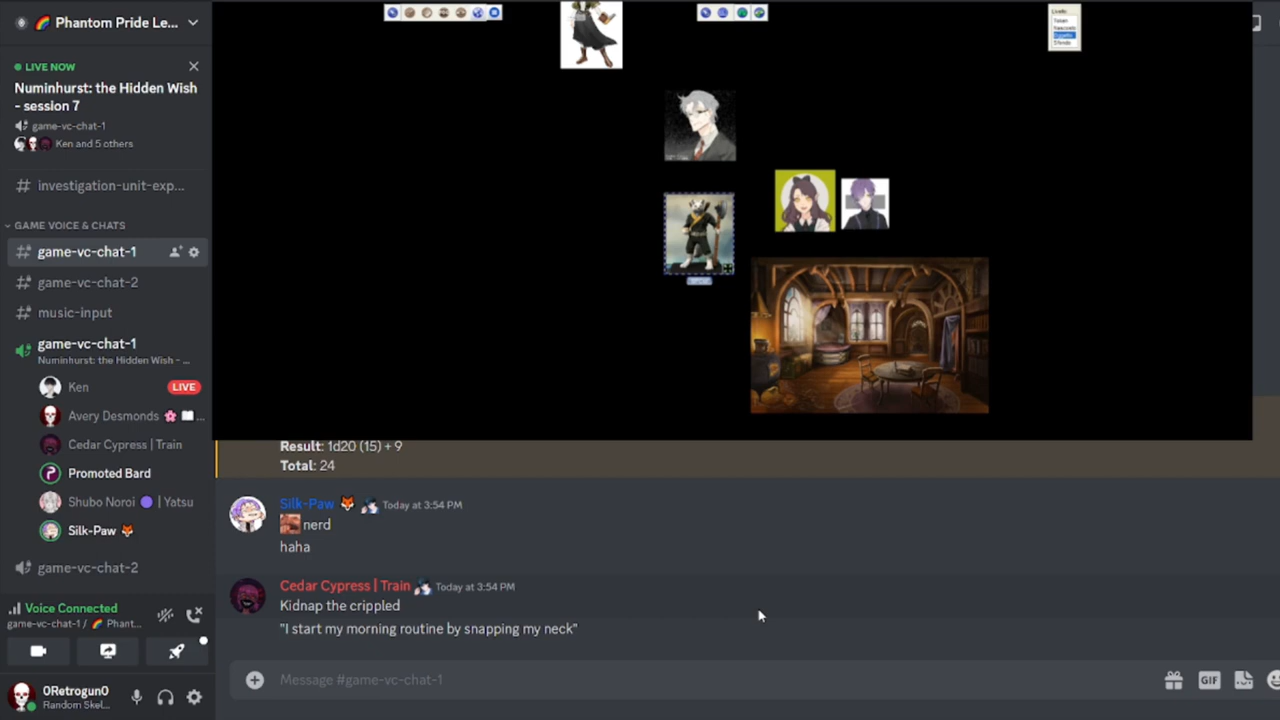 Phantom Pride Le...
LIVE NOW
Numinhurst: the Hidden Wish
- session 7
game-vc-chat-1
Ken and 5 others
investigation-unit-exp...
GAME VOICE & CHATS
game-vc-chat-1
game-vc-chat-2
music-input
game-vc-chat-1
Numinhurst: the Hidden Wish - ...
Ken
LIVE
Avery Desmonds ...
Cedar Cypress | Train
Promoted Bard
Shubo Noroi | Yatsu
Silk-Paw
game-vc-chat-2
Voice Connected
game-vc-chat-1 / Phant...
0Retrogun0
Random Skel...
Result: 1d20 (15) + 9
Total: 24
Silk-Paw Today at 3:54 PM
nerd
haha
Cedar Cypress | Train Today at 3:54 PM
Kidnap the crippled
"I start my morning routine by snapping my neck"
Message #game-vc-chat-1
GIF